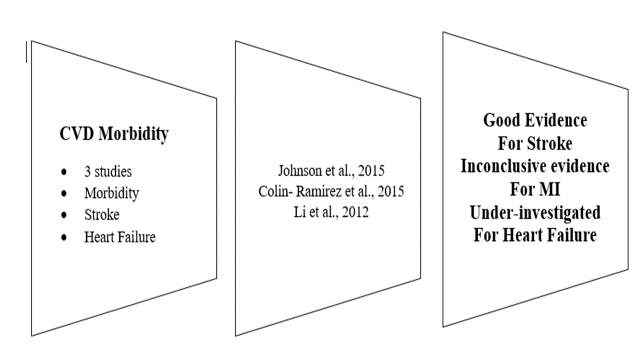 CVD Morbidity
• 3 studies
• Morbidity
• Stroke
• Heart Failure
Johnson et al., 2015
Colin- Ramirez et al., 2015
Li et al., 2012
Good Evidence
For Stroke
Inconclusive evidence
For MI
Under-investigated
For Heart Failure